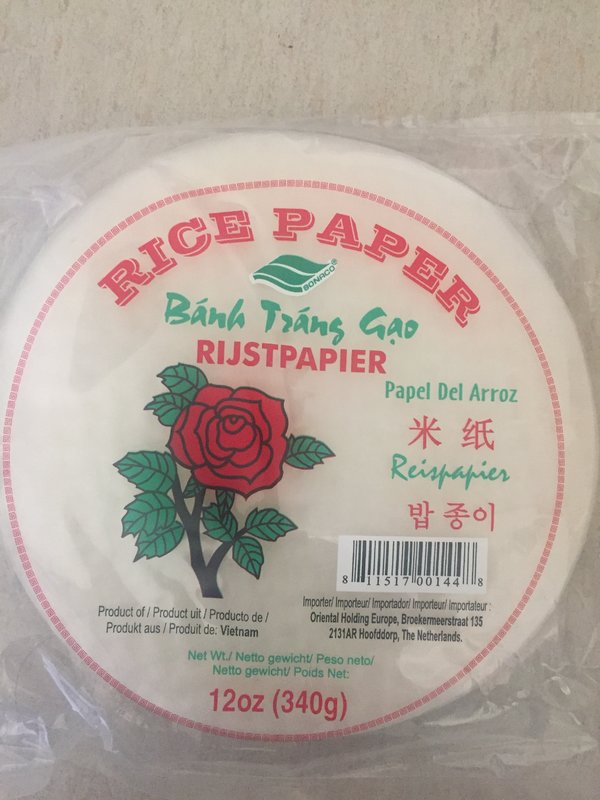 RICE PAPER
BONACO®
Bánh Tráng Gạo
RIJSTPAPIER
Papel Del Arroz
米 纸
Reispapier
밥 종이
8 11517 00144 8
Product of / Product uit / Producto de /
Produkt aus / Produit de: Vietnam
Importer/ Importeur/ Importador/ Importeur/ Importateur :
Oriental Holding Europe, Broekermeerstraat 135
2131AR Hoofddorp, The Netherlands.
Net Wt./ Netto gewicht/ Peso neto/
Netto gewicht/ Poids Net:
12oz (340g)